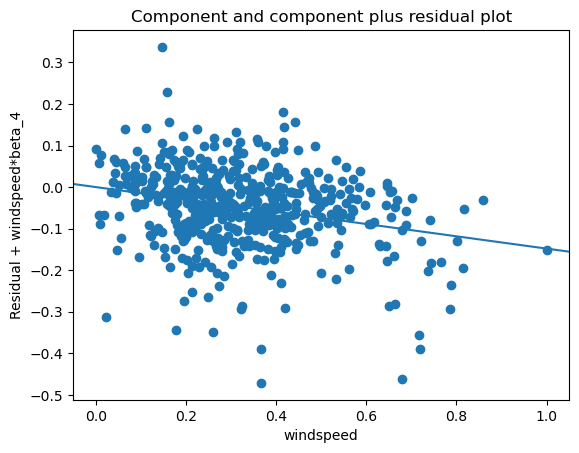 Component and component plus residual plot
Residual + windspeed*beta_4
0.3
0.2
0.1
0.0
−0.1
−0.2
−0.3
−0.4
−0.5
0.0 0.2 0.4 0.6 0.8 1.0
windspeed